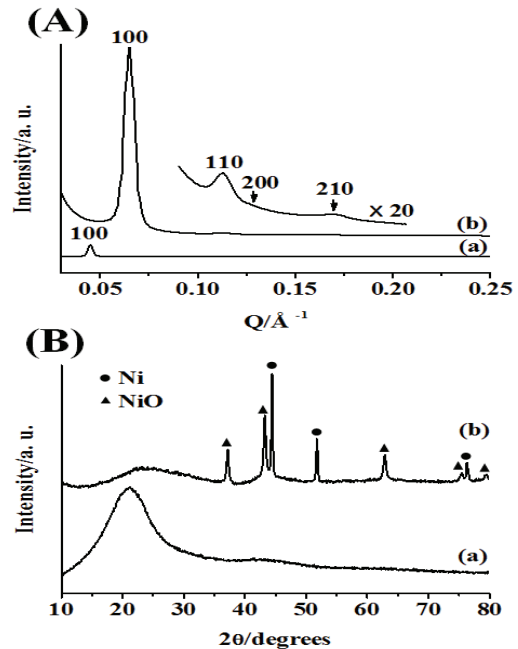 (A)
100
110
200
210
× 20
(b)
(a)
100
Intensity/a. u.
0.05 0.10 0.15 0.20 0.25
Q/Å -1
(B)
● Ni
▲ NiO
(b)
(a)
Intensity/a. u.
10 20 30 40 50 60 70 80
2θ/degrees